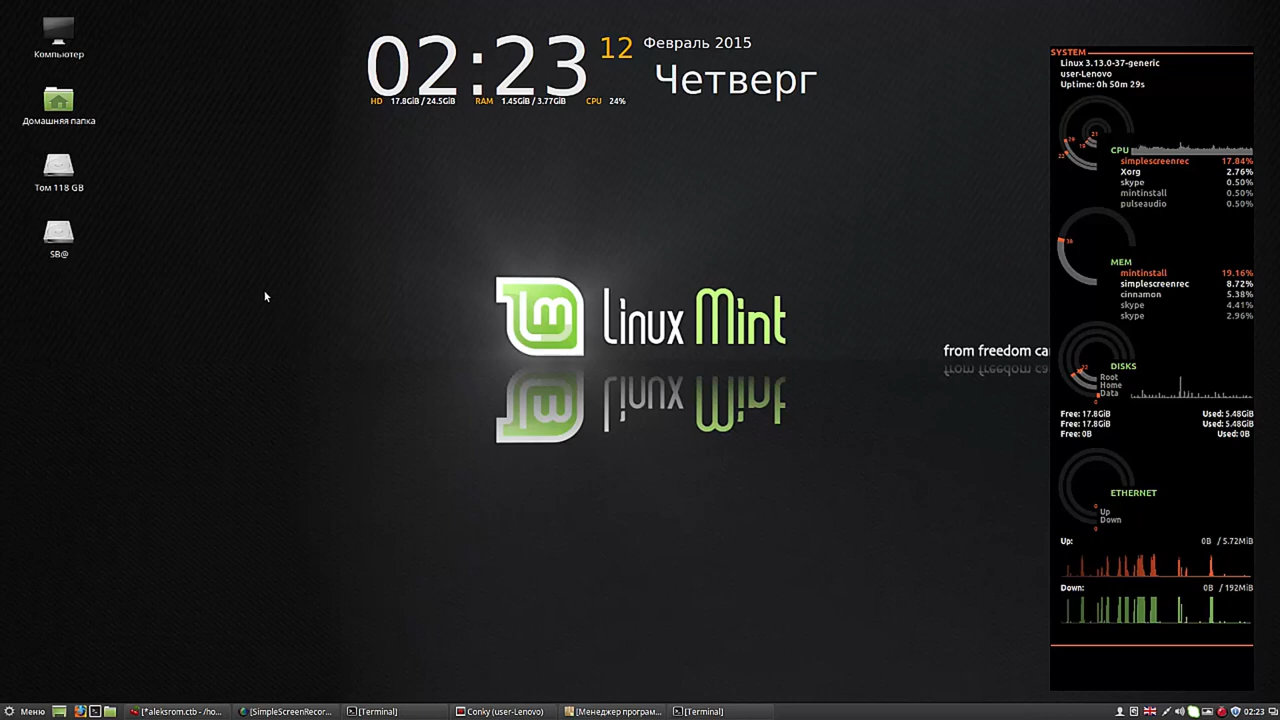 Компьютер
Домашняя папка
Том 118 GB
SB@
02:23
12
Февраль 2015
Четверг
HD 17.8GiB / 24.5GiB RAM 1.45GiB / 3.77GiB CPU 24%
Linux Mint
from freedom ca
SYSTEM
Linux 3.13.0-37-generic
user-Lenovo
Uptime: 0h 50m 29s
CPU
simplescreenrec 17.84%
Xorg 2.76%
skype 0.50%
mintinstall 0.50%
pulseaudio 0.50%
38
MEM
mintinstall 19.16%
simplescreenrec 8.72%
cinnamon 5.38%
skype 4.41%
skype 2.96%
DISKS
Root
Home
Data
Free: 17.8GiB Used: 5.48GiB
Free: 17.8GiB Used: 5.48GiB
Free: 0B Used: 0B
ETHERNET
0
Up
Down
0
Up: 0B / 5.72MiB
Down: 0B / 192MiB
Меню [*aleksrom.ctb - /ho... [SimpleScreenRecor... [Terminal] Conky (user-Lenovo) [Менеджер програм... [Terminal] 02:23